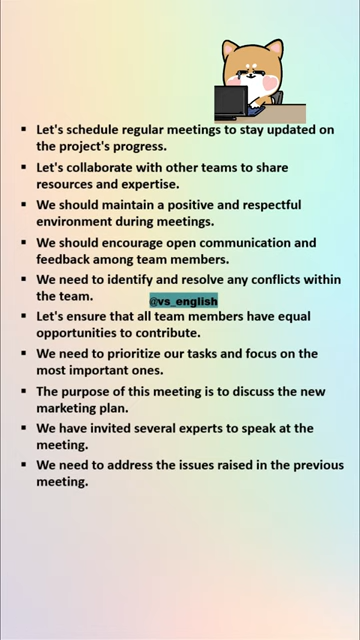 ▪ Let's schedule regular meetings to stay updated on
the project's progress.
▪ Let's collaborate with other teams to share
resources and expertise.
▪ We should maintain a positive and respectful
environment during meetings.
▪ We should encourage open communication and
feedback among team members.
▪ We need to identify and resolve any conflicts within
the team.
@vs_english
▪ Let's ensure that all team members have equal
opportunities to contribute.
▪ We need to prioritize our tasks and focus on the
most important ones.
▪ The purpose of this meeting is to discuss the new
marketing plan.
▪ We have invited several experts to speak at the
meeting.
▪ We need to address the issues raised in the previous
meeting.